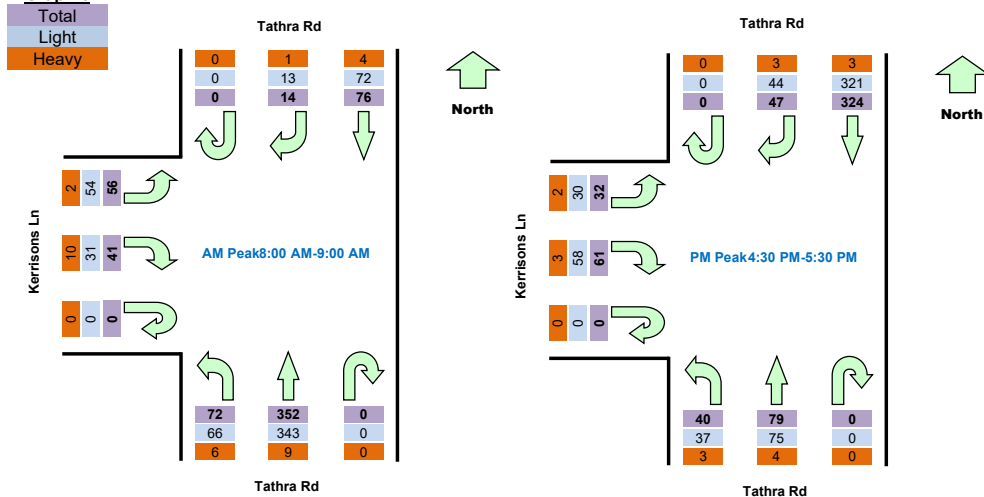 Total
Light
Heavy
Tathra Rd
0 1 4
0 13 72
0 14 76
North
Kerrisons Ln
2 54 56
10 31 41
0 0 0
AM Peak8:00 AM-9:00 AM
72 352 0
66 343 0
6 9 0
Tathra Rd
Tathra Rd
0 3 3
0 44 321
0 47 324
North
Kerrisons Ln
2 30 32
3 58 61
0 0 0
PM Peak4:30 PM-5:30 PM
40 79 0
37 75 0
3 4 0
Tathra Rd